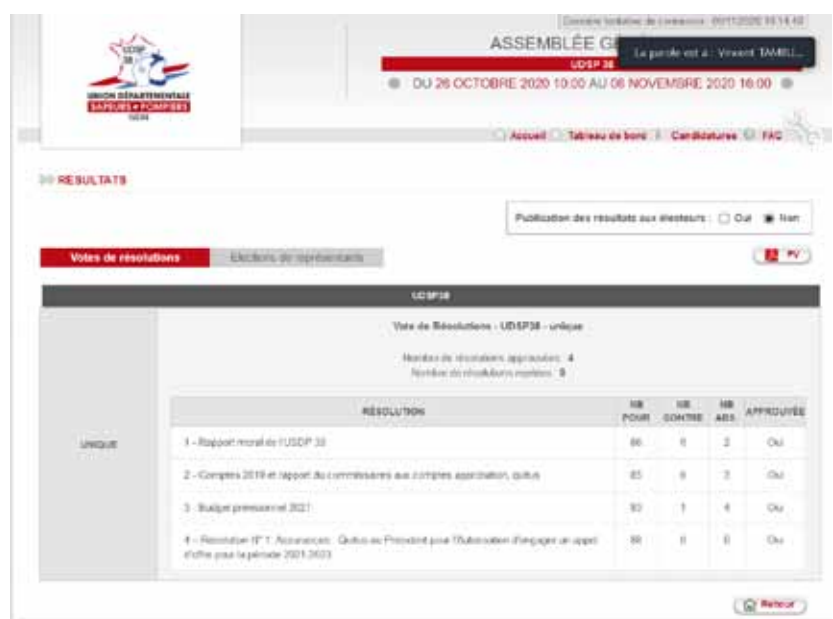 UDSP
38
UNION DÉPARTEMENTALE
SAPEURS ♦ POMPIERS
ISÈRE
Dernière tentative de connexion
ASSEMBLÉE
La parole est à : Vincent
UDSP 38
DU 26 OCTOBRE 2020 10:00 AU 06 NOVEMBRE 2020 16:00
Accueil Tableau de bord Candidatures FAQ
RESULTATS
Publication des résultats aux électeurs : Oui Non
Votes de résolutions Elections de représentants
PV
UDSP38
Vote de Résolutions - UDSP38 - unique
Nombre de résolutions approuvées : 4
Nombre de résolutions rejetées : 0
RÉSOLUTION NB POUR NB CONTRE NB ABS APPROUVÉE
UNIQUE
1 - Rapport moral de l'USDP 38 0 2 Oui
2 - Comptes 2019 et rapport du commissaires aux comptes approbation, quitus 3 Oui
3 - Budget prévisionnel 2021 1 4 Oui
4 - Résolution N° 1 Assurances : Quitus au Président pour l'autorisation d'engager un appel 0 0 Oui
d'offre pour la période 2021-2023
Retour